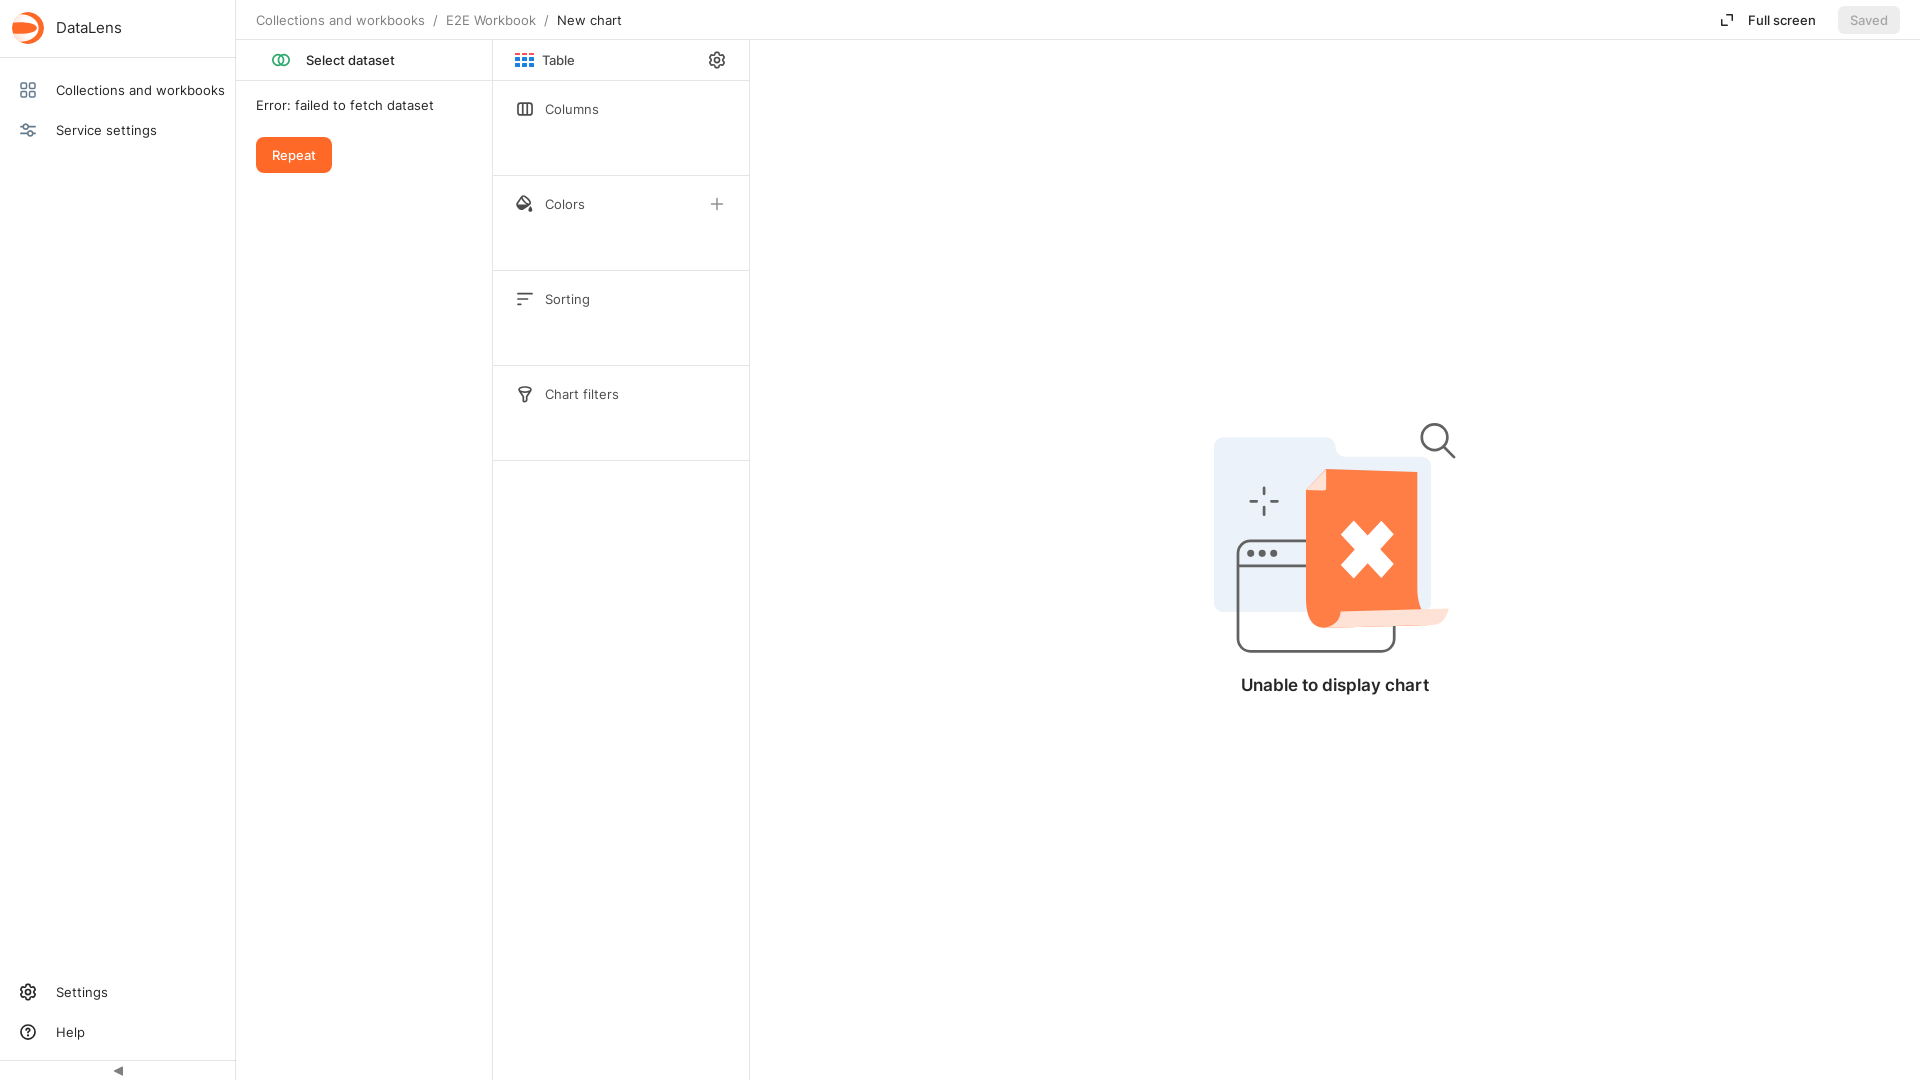 DataLens
Collections and workbooks
Service settings
Settings
Help
Collections and workbooks / E2E Workbook / New chart
Full screen
Saved
Select dataset
Error: failed to fetch dataset
Repeat
Table
Columns
Colors
Sorting
Chart filters
Unable to display chart